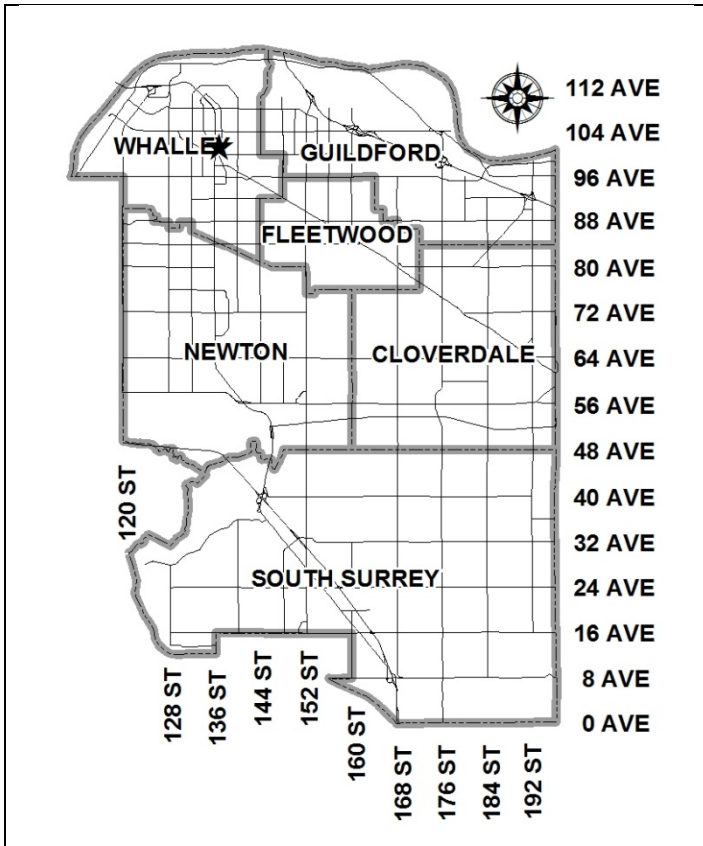 112 AVE
104 AVE
WHALLEY
GUILDFORD
96 AVE
88 AVE
FLEETWOOD
80 AVE
72 AVE
NEWTON
CLOVERDALE
64 AVE
56 AVE
48 AVE
120 ST
40 AVE
32 AVE
SOUTH SURREY
24 AVE
16 AVE
8 AVE
0 AVE
128 ST
136 ST
144 ST
152 ST
160 ST
168 ST
176 ST
184 ST
192 ST